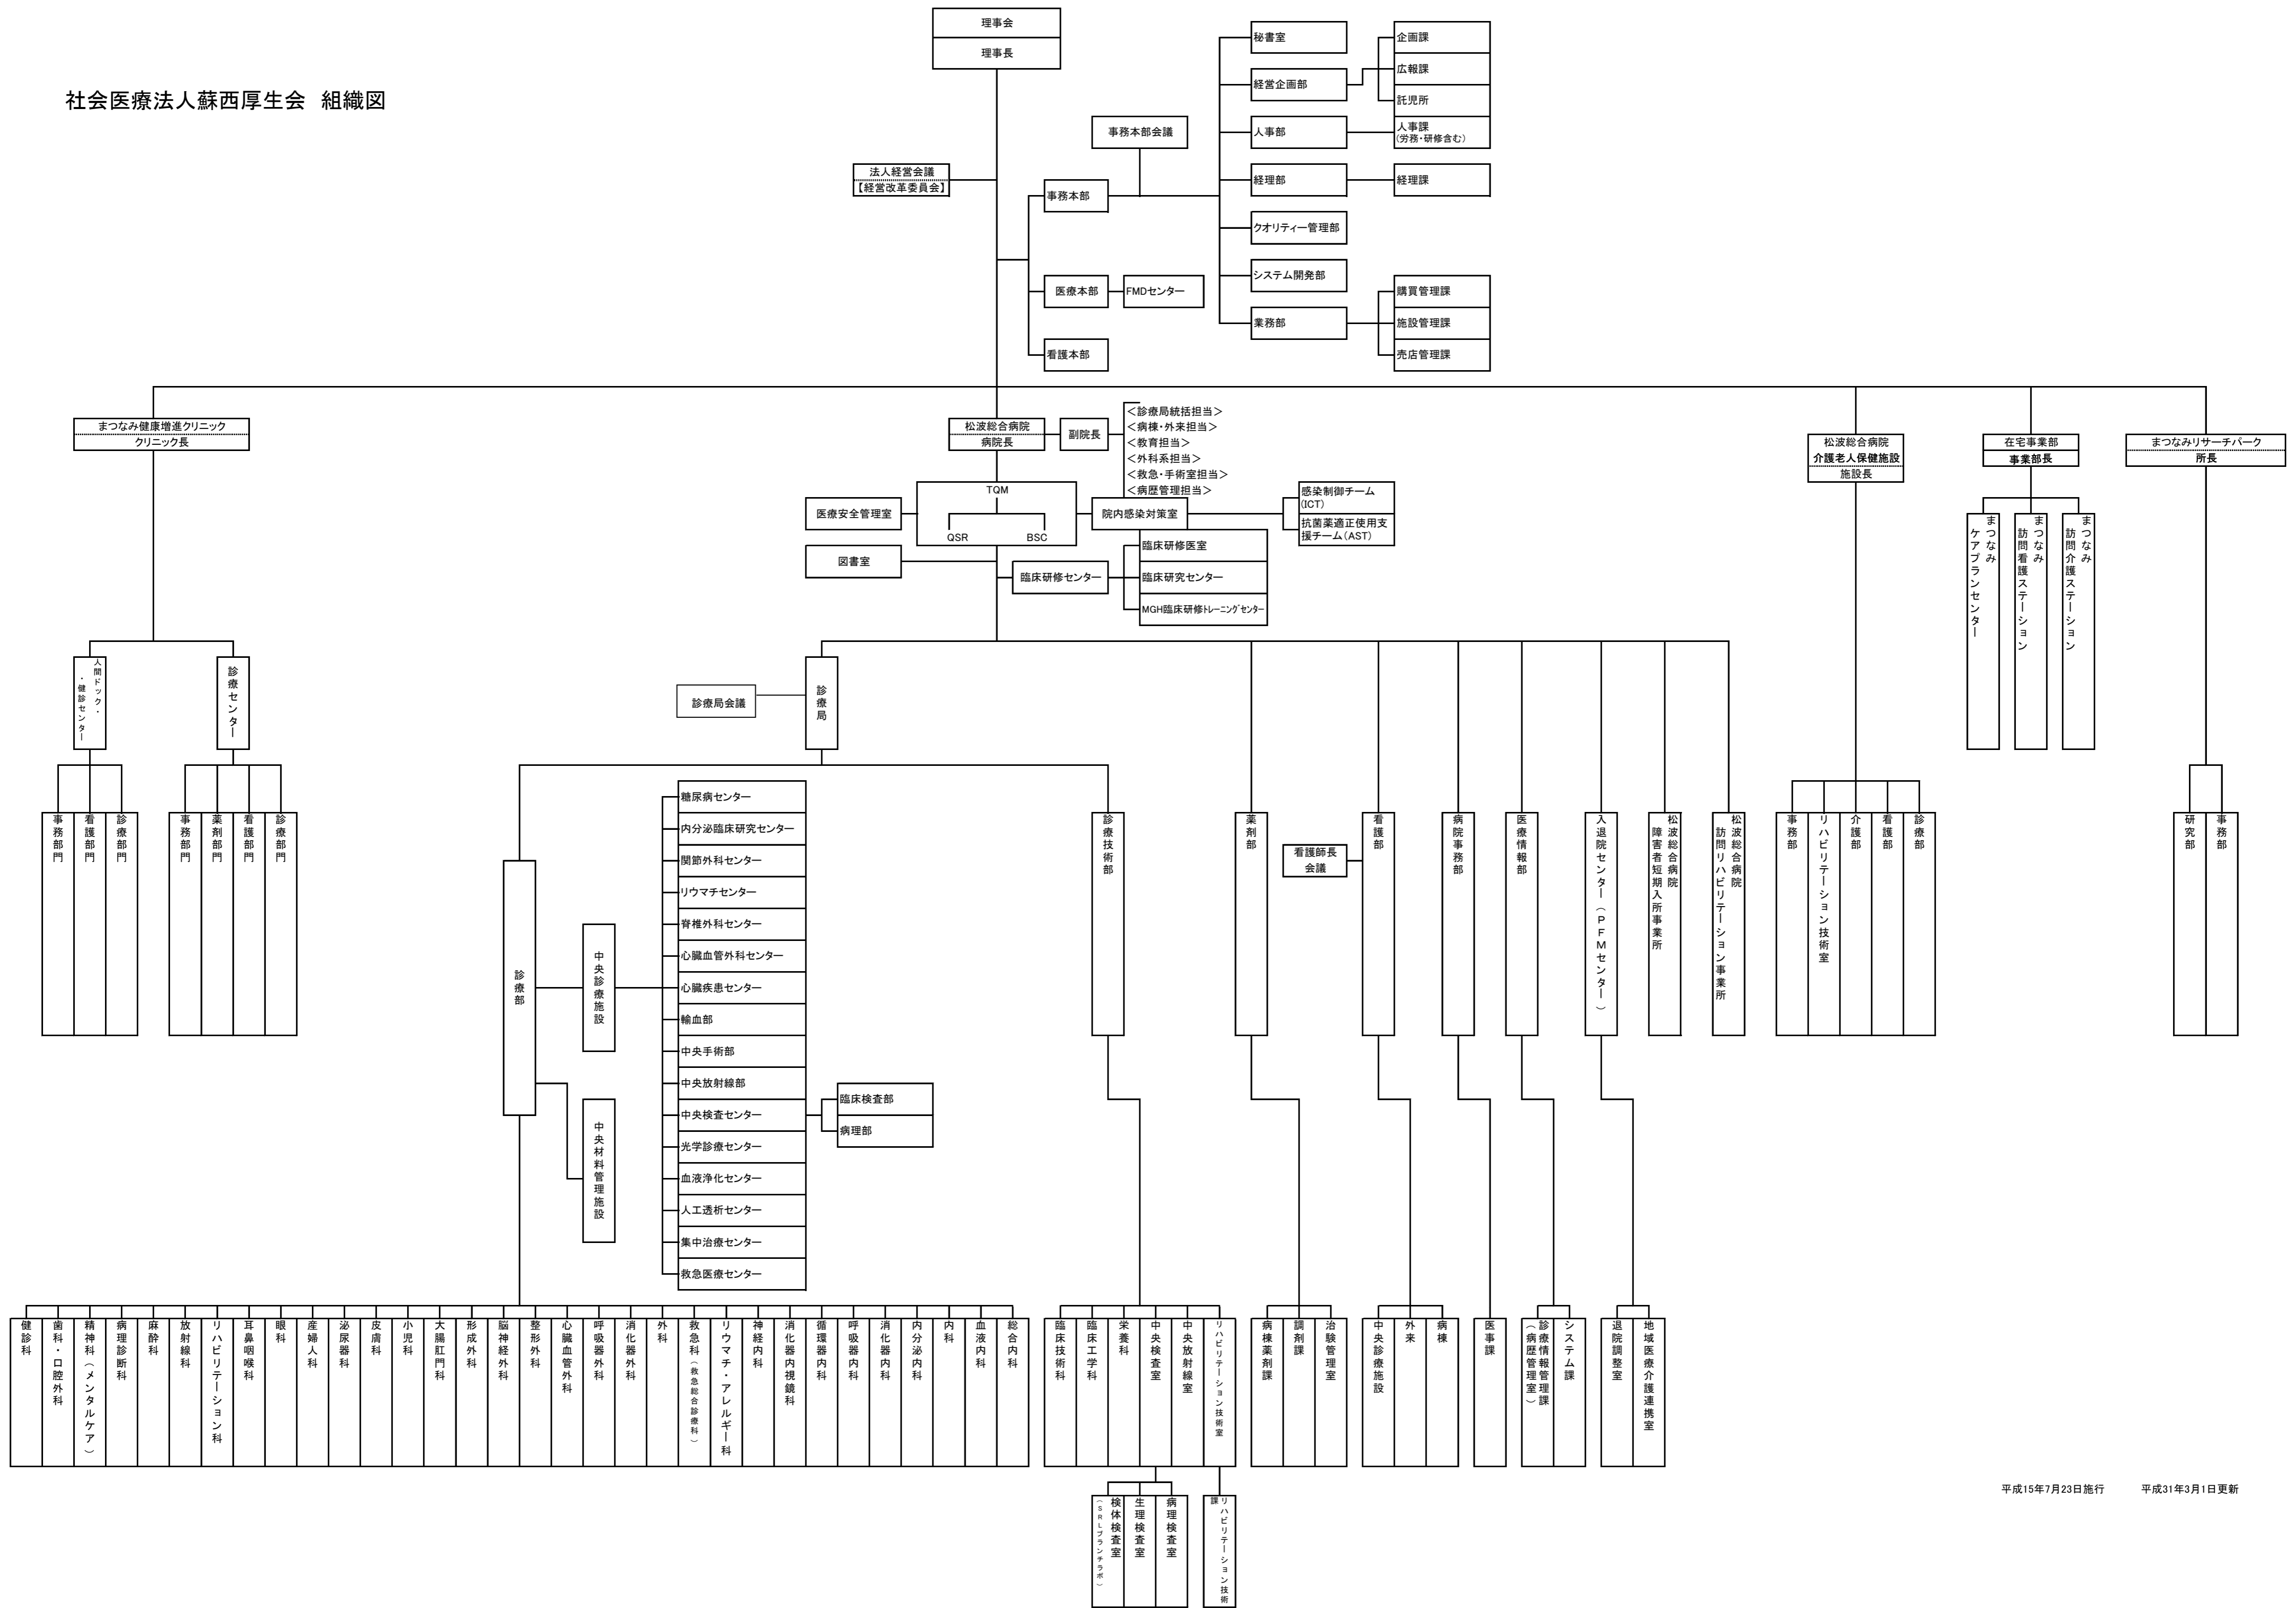 社会医療法人蘇西厚生会　組織図
理事会
理事長
法人経営会議
【経営改革委員会】
事務本部会議
事務本部
医療本部
FMDセンター
看護本部
秘書室
経営企画部
人事部
経理部
クオリティー管理部
システム開発部
業務部
企画課
広報課
託児所
人事課
(労務・研修含む)
経理課
購買管理課
施設管理課
売店管理課
まつなみ健康増進クリニック
クリニック長
松波総合病院
病院長
副院長
＜診療局統括担当＞
＜病棟・外来担当＞
＜教育担当＞
＜外科系担当＞
＜救急・手術室担当＞
＜病歴管理担当＞
松波総合病院
介護老人保健施設
施設長
在宅事業部
事業部長
まつなみリサーチパーク
所長
医療安全管理室
TQM
QSR
BSC
院内感染対策室
感染制御チーム
(ICT)
抗菌薬適正使用支
援チーム(AST)
図書室
臨床研修センター
臨床研修医室
臨床研究センター
MGH臨床研修トレーニングセンター
まつなみ
ケアプランセンター
まつなみ
訪問看護ステーション
まつなみ
訪問介護ステーション
人間ドック・
・健診センター
診療センター
診療局会議
診療局
事務部門
看護部門
診療部門
事務部門
薬剤部門
看護部門
診療部門
診療部
中央診療施設
中央材料管理施設
糖尿病センター
内分泌臨床研究センター
関節外科センター
リウマチセンター
脊椎外科センター
心臓血管外科センター
心臓疾患センター
輸血部
中央手術部
中央放射線部
中央検査センター
光学診療センター
血液浄化センター
人工透析センター
集中治療センター
救急医療センター
臨床検査部
病理部
診療技術部
薬剤部
看護師長
会議
看護部
病院事務部
医療情報部
入退院センター（PFMセンター）
松波総合病院
障害者短期入所事業所
松波総合病院
訪問リハビリテーション事業所
事務部
リハビリテーション技術室
介護部
看護部
診療部
研究部
事務部
健診科
歯科・口腔外科
精神科（メンタルケア）
病理診断科
麻酔科
放射線科
リハビリテーション科
耳鼻咽喉科
眼科
産婦人科
泌尿器科
皮膚科
小児科
大腸肛門科
形成外科
脳神経外科
整形外科
心臓血管外科
呼吸器外科
消化器外科
外科
救急科（救急総合診療科）
リウマチ・アレルギー科
神経内科
消化器内視鏡科
循環器内科
呼吸器内科
消化器内科
内分泌内科
内科
血液内科
総合内科
臨床技術科
臨床工学科
栄養科
中央検査室
中央放射線室
リハビリテーション技術室
病棟薬剤課
調剤課
治験管理室
中央診療施設
外来
病棟
医事課
診療情報管理課
（病歴管理室）
システム課
退院調整室
地域医療介護連携室
検体検査室
（SRLブランチラボ）
生理検査室
病理検査室
リハビリテーション技術
課
平成15年7月23日施行
平成31年3月1日更新